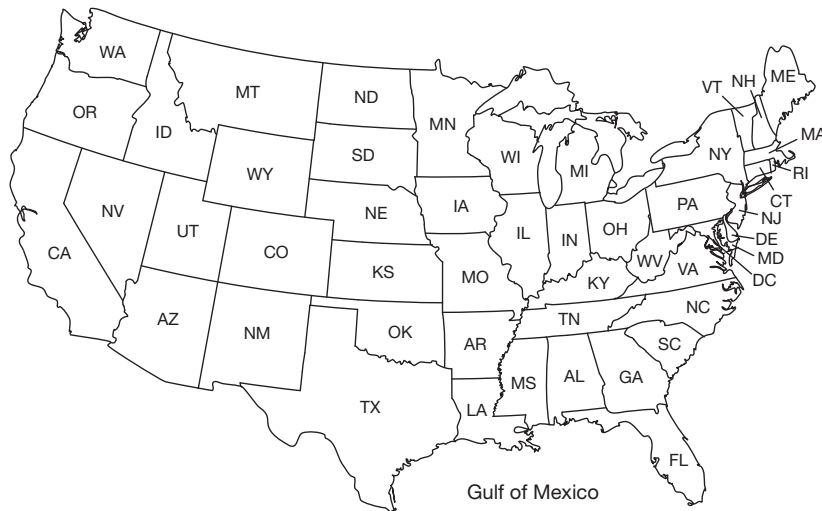 WA
MT
ND
MN
OR
ID
WY
SD
WI
MI
NY
VT
NH
ME
MA
RI
CT
NJ
DE
MD
DC
PA
NV
UT
CO
NE
IA
IL
IN
OH
WV
VA
CA
KS
MO
KY
NC
AZ
NM
OK
AR
TN
SC
TX
LA
MS
AL
GA
FL
Gulf of Mexico